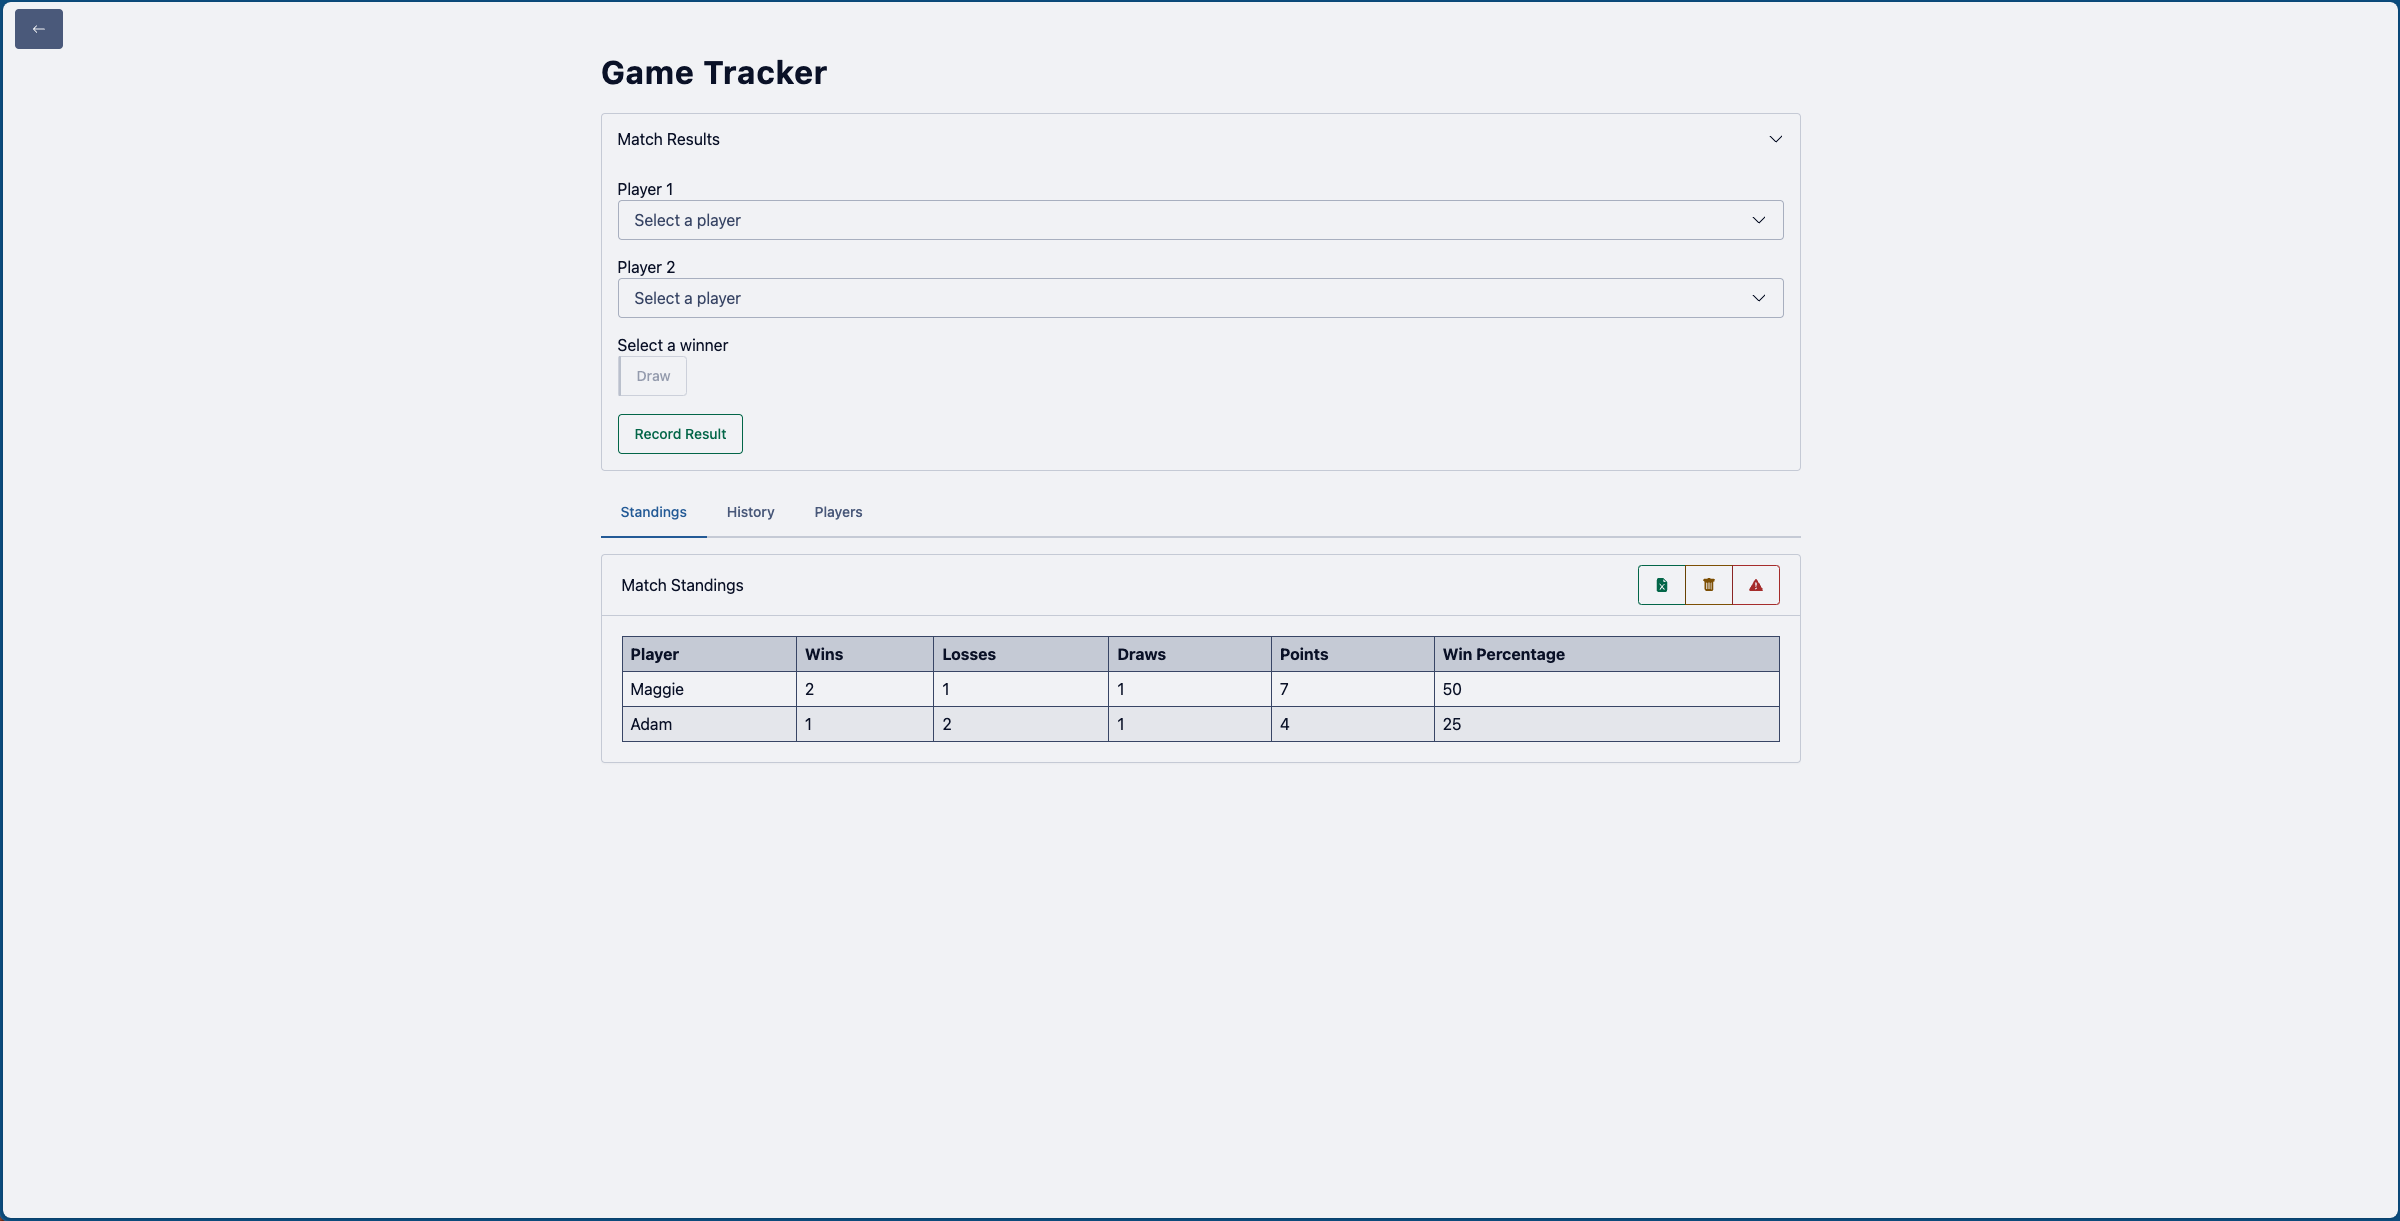 Game Tracker
Match Results
Player 1
Select a player
Player 2
Select a player
Select a winner
Draw
Record Result
Standings History Players
Match Standings
Player Wins Losses Draws Points Win Percentage
Maggie 2 1 1 7 50
Adam 1 2 1 4 25